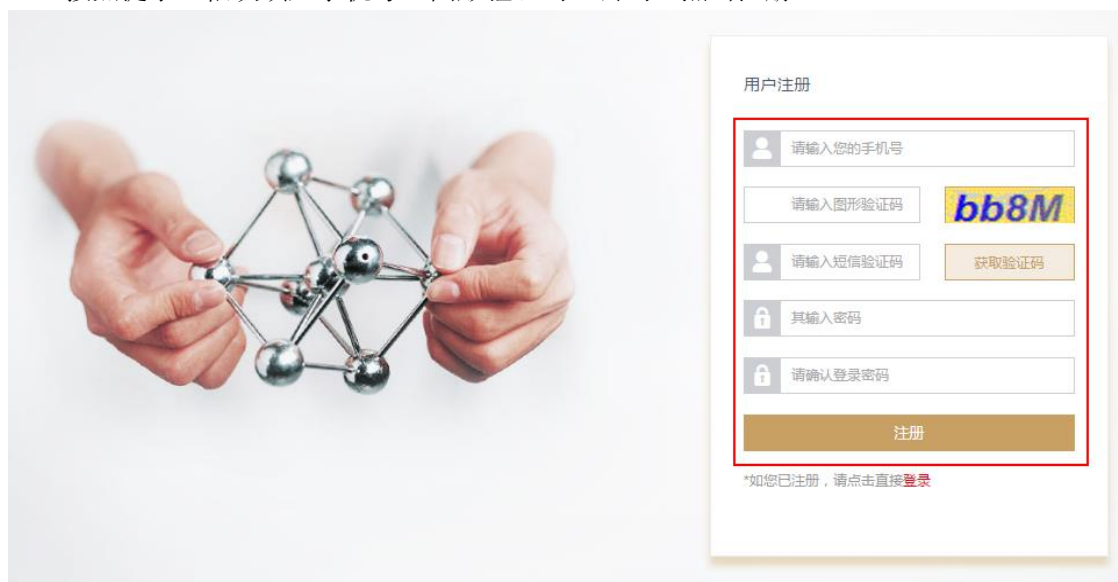 用户注册
请输入您的手机号
请输入图形验证码 bb8M
请输入短信验证码 获取验证码
其输入密码
请确认登录密码
注册
*如您已注册，请点击直接登录